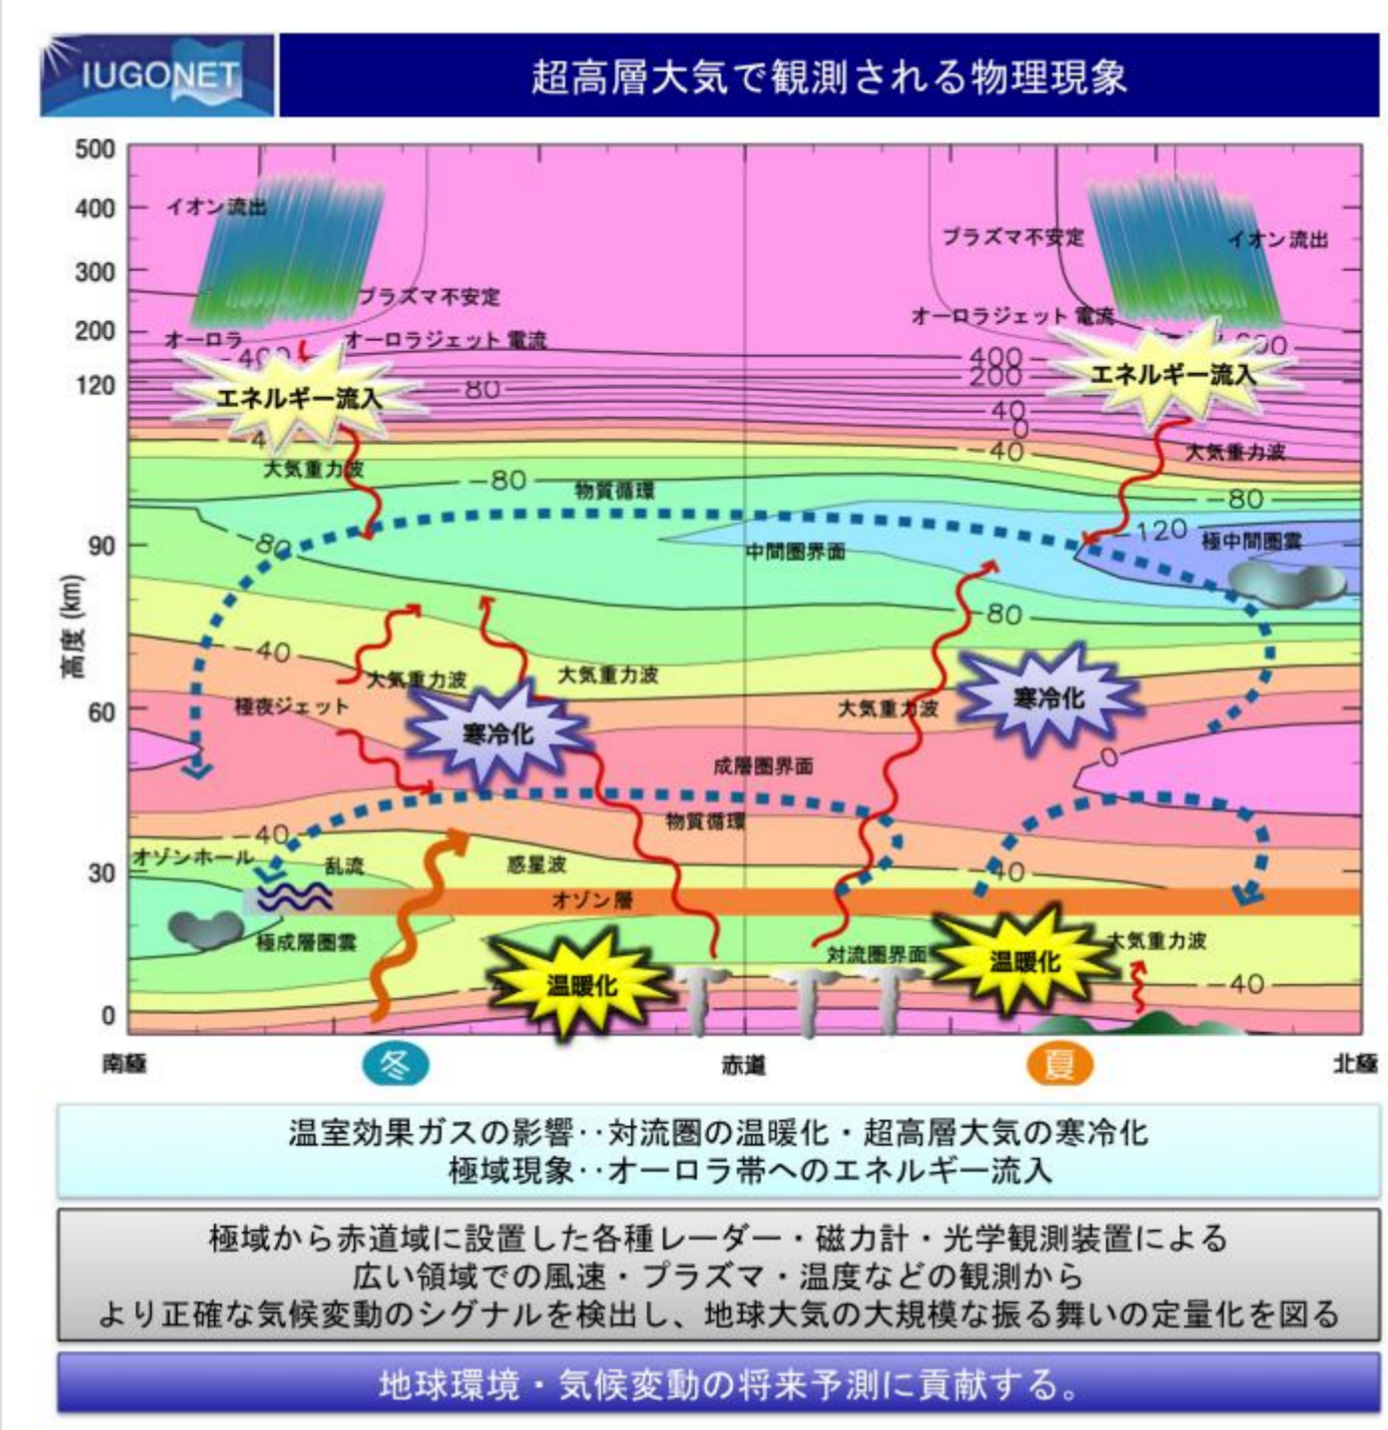 IUGONET
超高層大気で観測される物理現象
500
400
300
200
120
90
60
30
0
高度 (km)
イオン流出
プラズマ不安定
イオン流出
プラズマ不安定
オーロラジェット電流
オーロラ
オーロラジェット電流
400
400
200
エネルギー流入
エネルギー流入
80
40
0
-40
大気重力波
大気重力波
-80
物質循環
-80
-120
極中間圏雲
中間圏界面
-80
-80
-40
大気重力波
大気重力波
寒冷化
極夜ジェット
大気重力波
寒冷化
成層圏界面
0
物質循環
-40
オゾンホール
乱流
惑星波
-40
オゾン層
極成層圏雲
対流圏界面
大気重力波
温暖化
温暖化
-40
南極
冬
赤道
夏
北極
温室効果ガスの影響‥対流圏の温暖化・超高層大気の寒冷化
極域現象‥オーロラ帯へのエネルギー流入
極域から赤道域に設置した各種レーダー・磁力計・光学観測装置による
広い領域での風速・プラズマ・温度などの観測から
より正確な気候変動のシグナルを検出し、地球大気の大規模な振る舞いの定量化を図る
地球環境・気候変動の将来予測に貢献する。